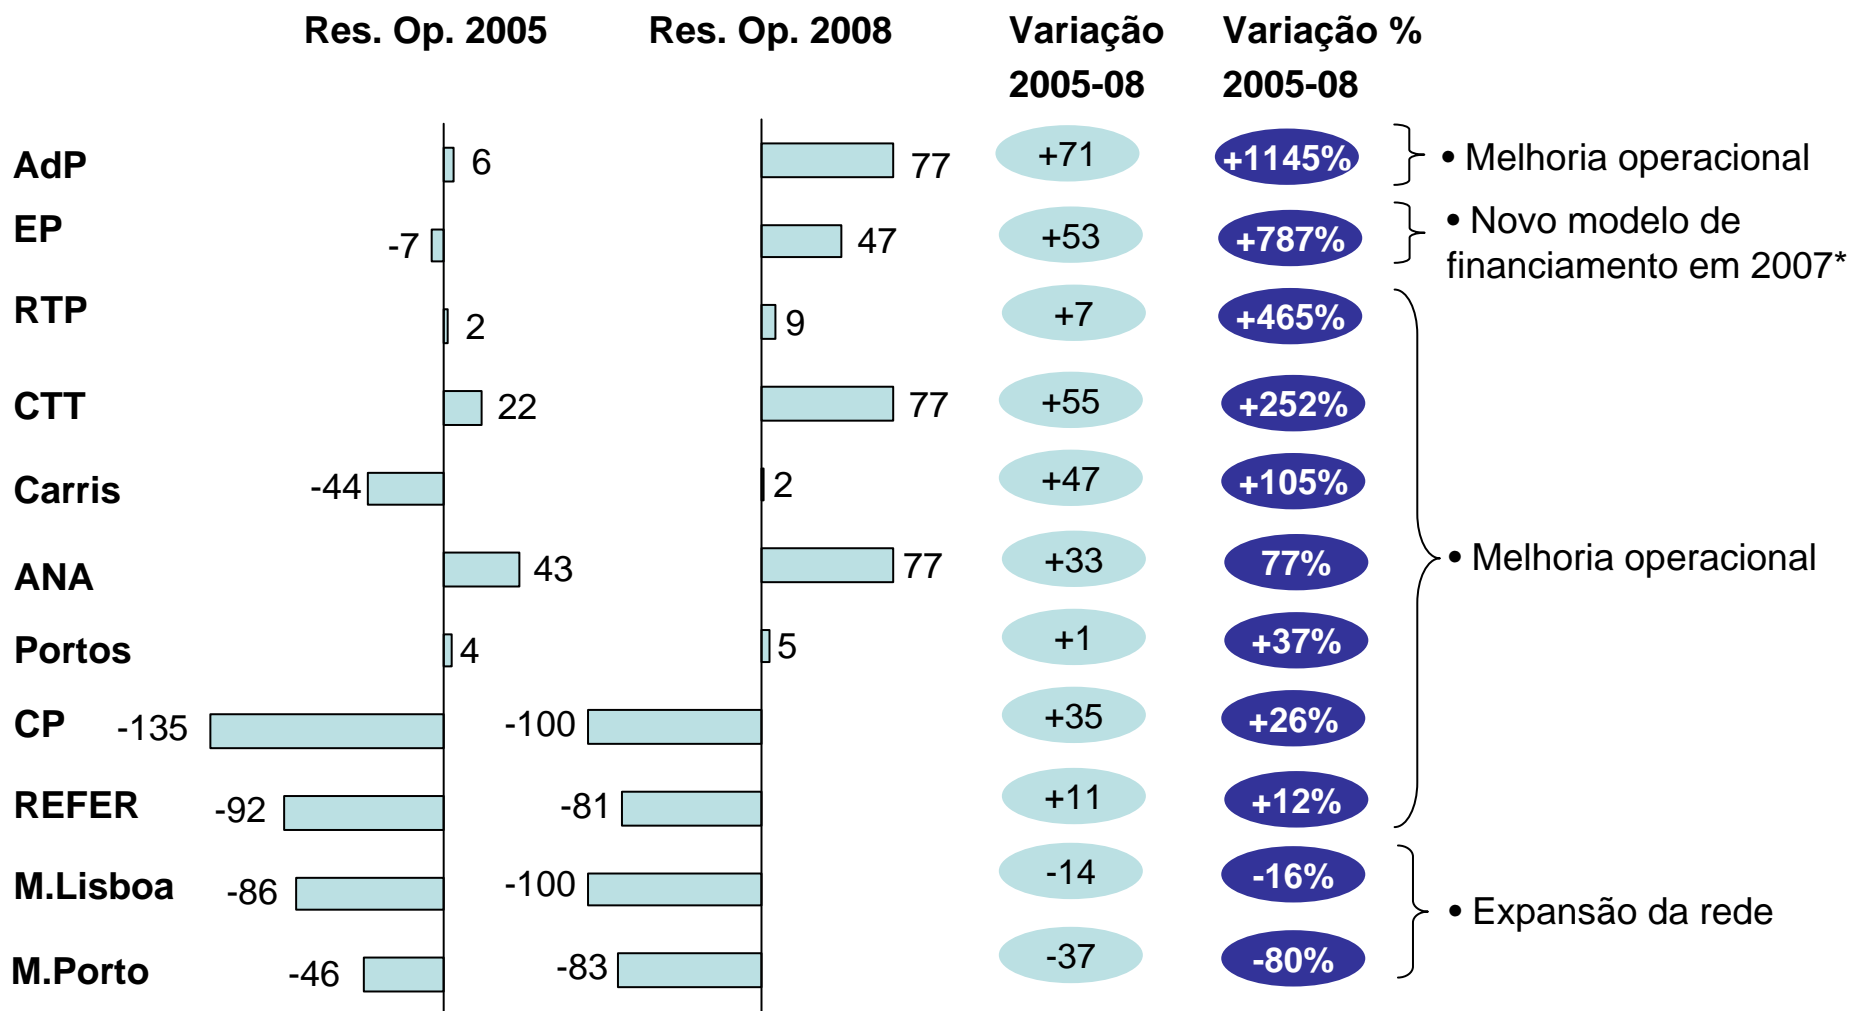 Res. Op. 2005 Res. Op. 2008 Variação Variação %
2005-08 2005-08
AdP 6 77 +71 +1145% • Melhoria operacional
EP -7 47 +53 +787% • Novo modelo de
financiamento em 2007*
RTP 2 9 +7 +465%
CTT 22 77 +55 +252%
Carris -44 2 +47 +105%
ANA 43 77 +33 77% • Melhoria operacional
Portos 4 5 +1 +37%
CP -135 -100 +35 +26%
REFER -92 -81 +11 +12%
M.Lisboa -86 -100 -14 -16%
• Expansão da rede
M.Porto -46 -83 -37 -80%